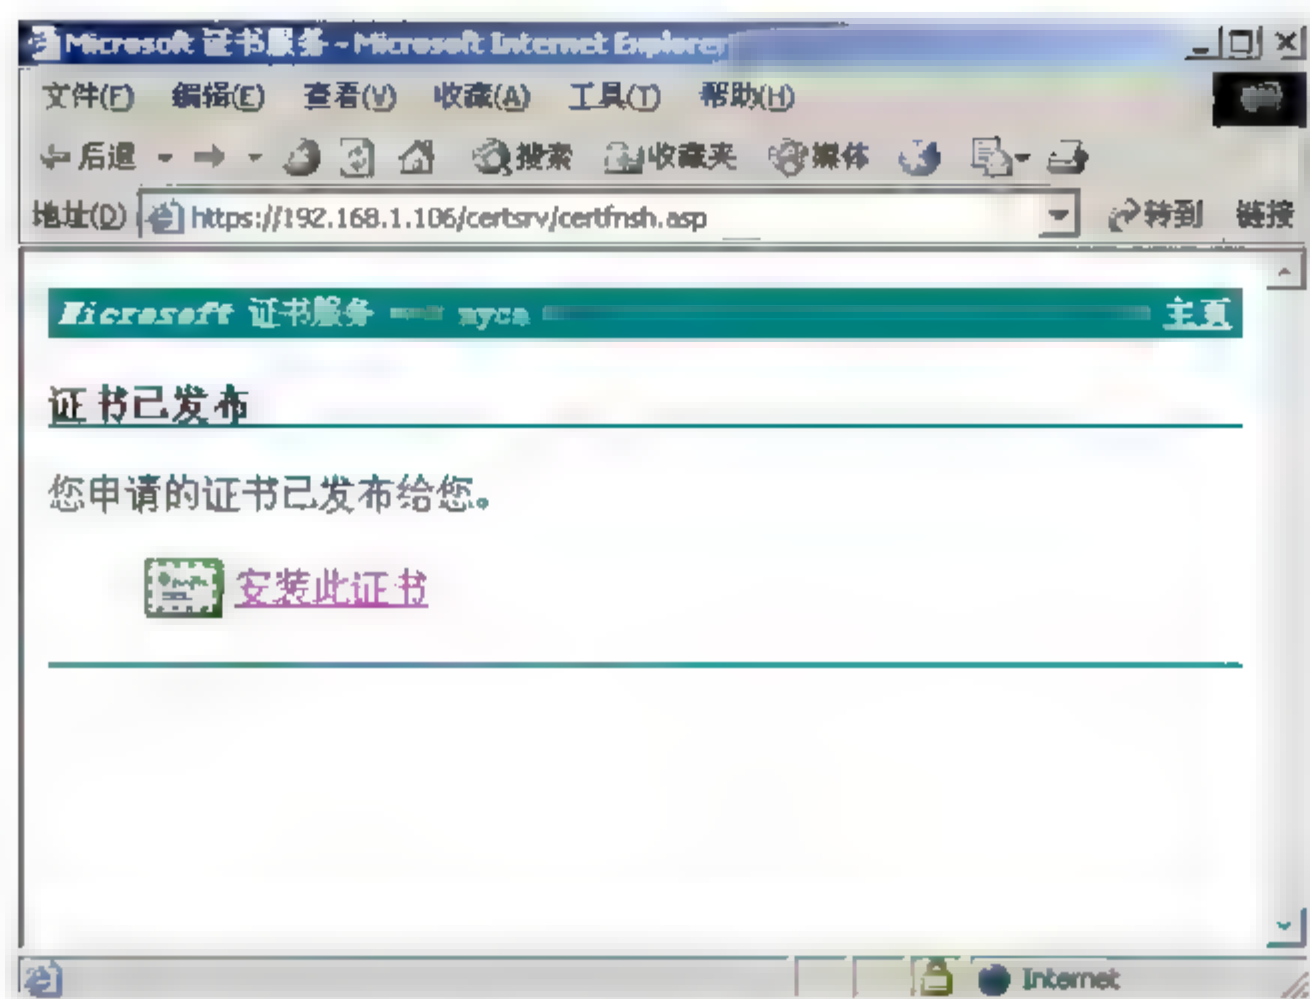 Microsoft 证书服务 - Microsoft Internet Explorer
文件(F) 编辑(E) 查看(V) 收藏(A) 工具(T) 帮助(H)
后退 搜索 收藏夹 媒体
地址(D) https://192.168.1.106/certsrv/certfnsh.asp 转到 链接
Microsoft 证书服务 -- myca 主页
证书已发布
您申请的证书已发布给您。
安装此证书
Internet